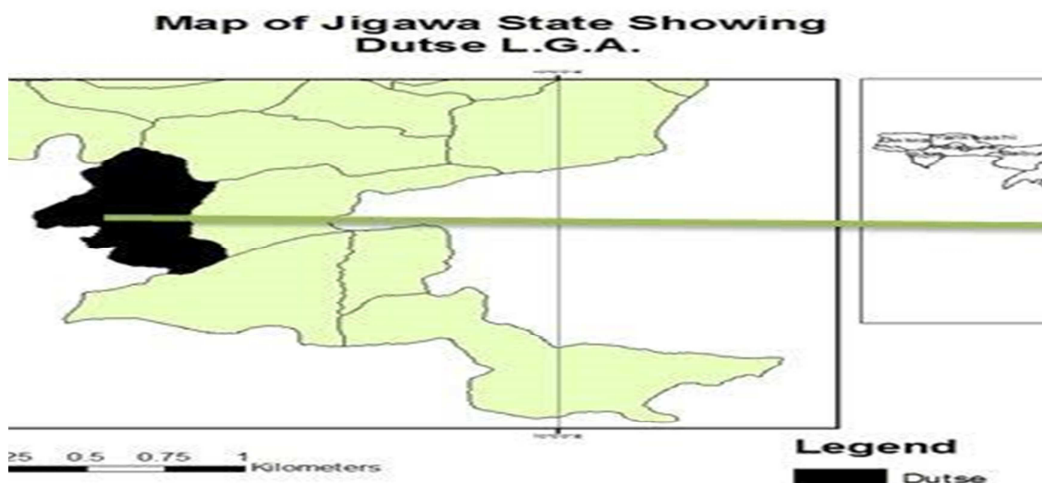 Map of Jigawa State Showing
Dutse L.G.A.
25 0.5 0.75 1
Kilometers
Legend
Dutse